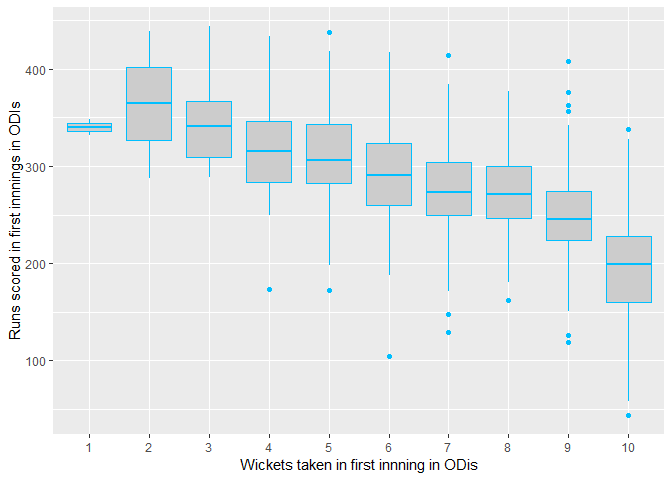 Runs scored in first innnings in ODIs
400
300
200
100
1 2 3 4 5 6 7 8 9 10
Wickets taken in first innning in ODis